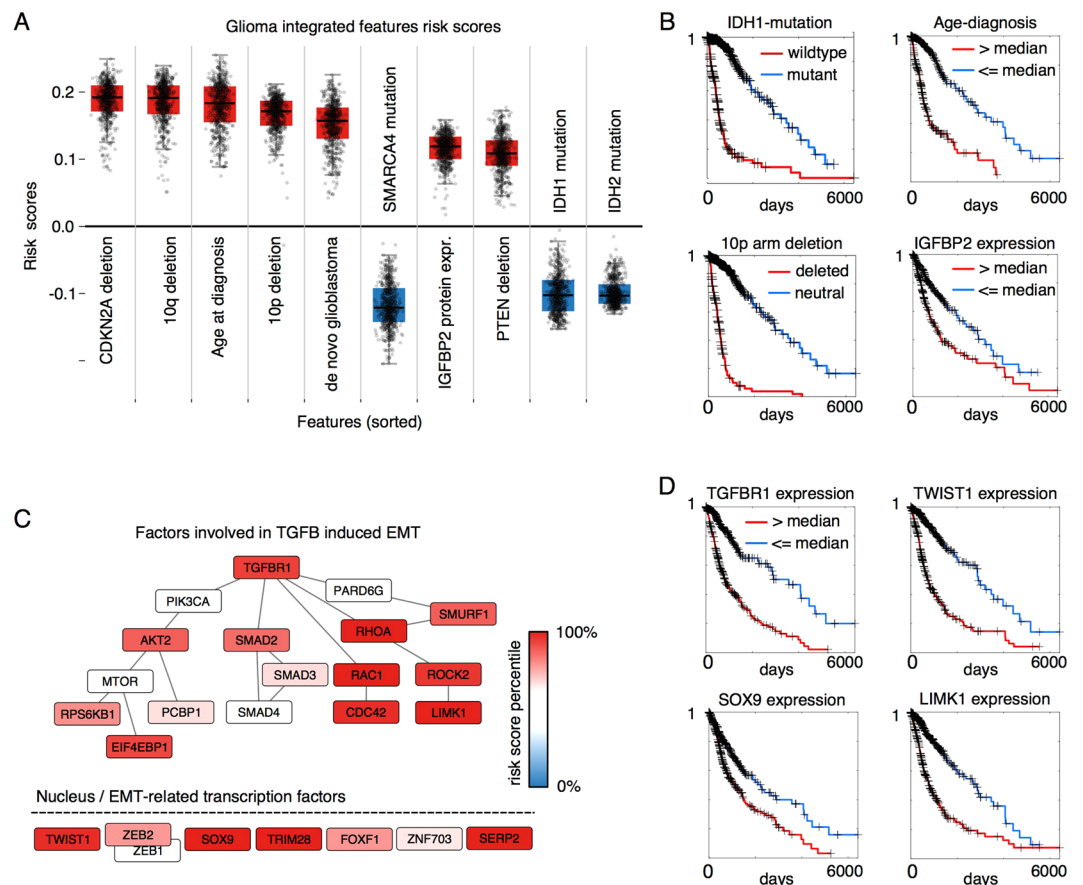 A
Glioma integrated features risk scores
Risk scores
0.2
0.1
0.0
-0.1
CDKN2A deletion
10q deletion
Age at diagnosis
10p deletion
de novo glioblastoma
SMARCA4 mutation
IGFBP2 protein expr.
PTEN deletion
IDH1 mutation
IDH2 mutation
Features (sorted)
B
IDH1-mutation
1
wildtype
mutant
0 6000
days
Age-diagnosis
1
> median
<= median
0 6000
days
10p arm deletion
deleted
neutral
0 6000
days
IGFBP2 expression
1
> median
<= median
0 6000
days
C
Factors involved in TGFB induced EMT
TGFBR1
PARD6G
PIK3CA
SMURF1
AKT2
SMAD2
RHOA
MTOR
SMAD3
RAC1
ROCK2
RPS6KB1
PCBP1
SMAD4
CDC42
LIMK1
EIF4EBP1
risk score percentile
100%
0%
Nucleus / EMT-related transcription factors
TWIST1
ZEB2
ZEB1
SOX9
TRIM28
FOXF1
ZNF703
SERP2
D
TGFBR1 expression
1
> median
<= median
0 6000
days
TWIST1 expression
1
0 6000
days
SOX9 expression
1
0 6000
days
LIMK1 expression
1
0 6000
days